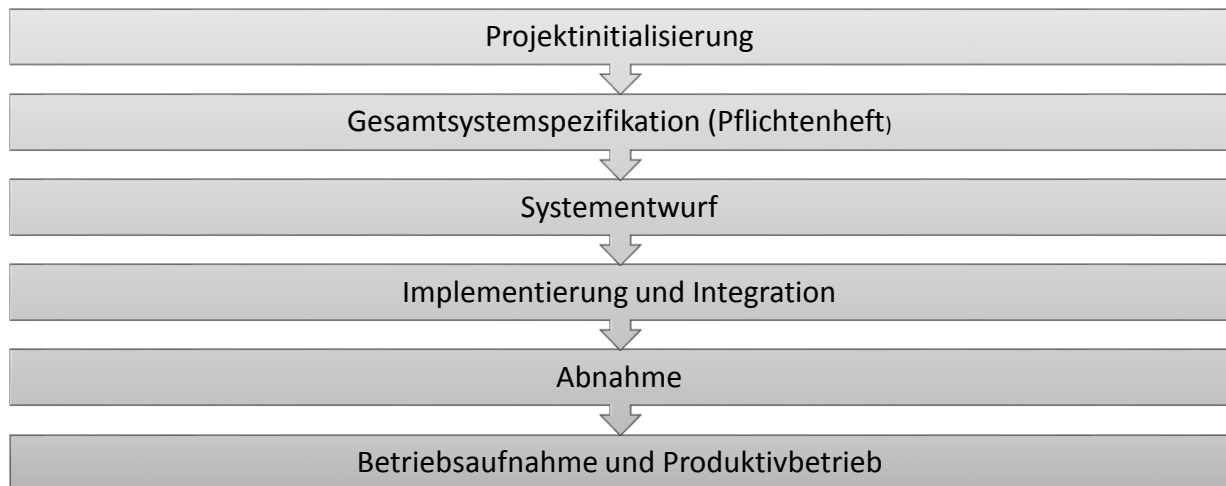 Projektinitialisierung
Gesamtsystemspezifikation (Pflichtenheft)
Systementwurf
Implementierung und Integration
Abnahme
Betriebsaufnahme und Produktivbetrieb